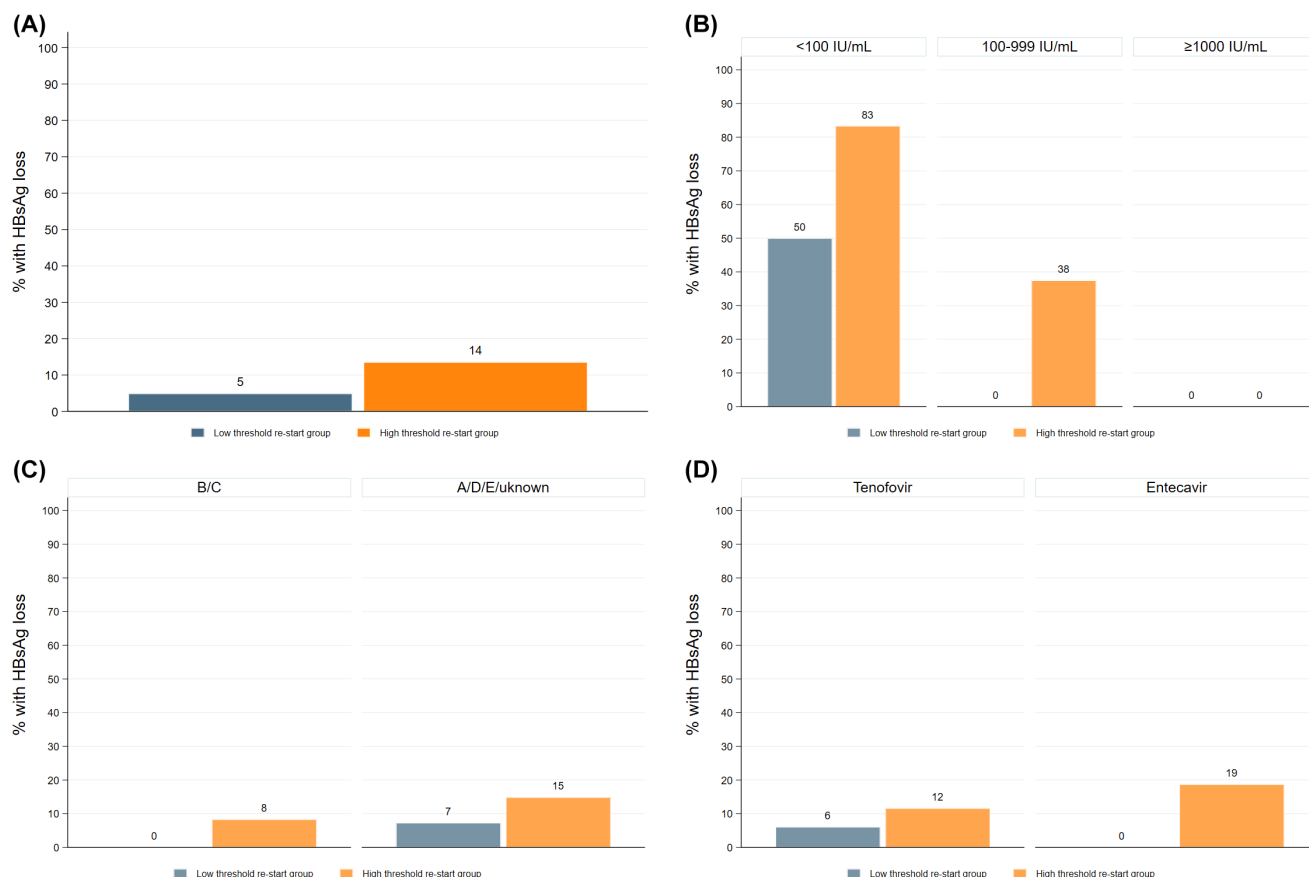 (A)
% with HBsAg loss
100
90
80
70
60
50
40
30
20
10
0
5
14
Low threshold re-start group
High threshold re-start group
(B)
<100 IU/mL
100-999 IU/mL
≥1000 IU/mL
% with HBsAg loss
100
90
80
70
60
50
40
30
20
10
0
50
83
0
38
0
0
Low threshold re-start group
High threshold re-start group
(C)
B/C
A/D/E/uknown
% with HBsAg loss
100
90
80
70
60
50
40
30
20
10
0
0
8
7
15
Low threshold re-start group
High threshold re-start group
(D)
Tenofovir
Entecavir
% with HBsAg loss
100
90
80
70
60
50
40
30
20
10
0
6
12
0
19
Low threshold re-start group
High threshold re-start group